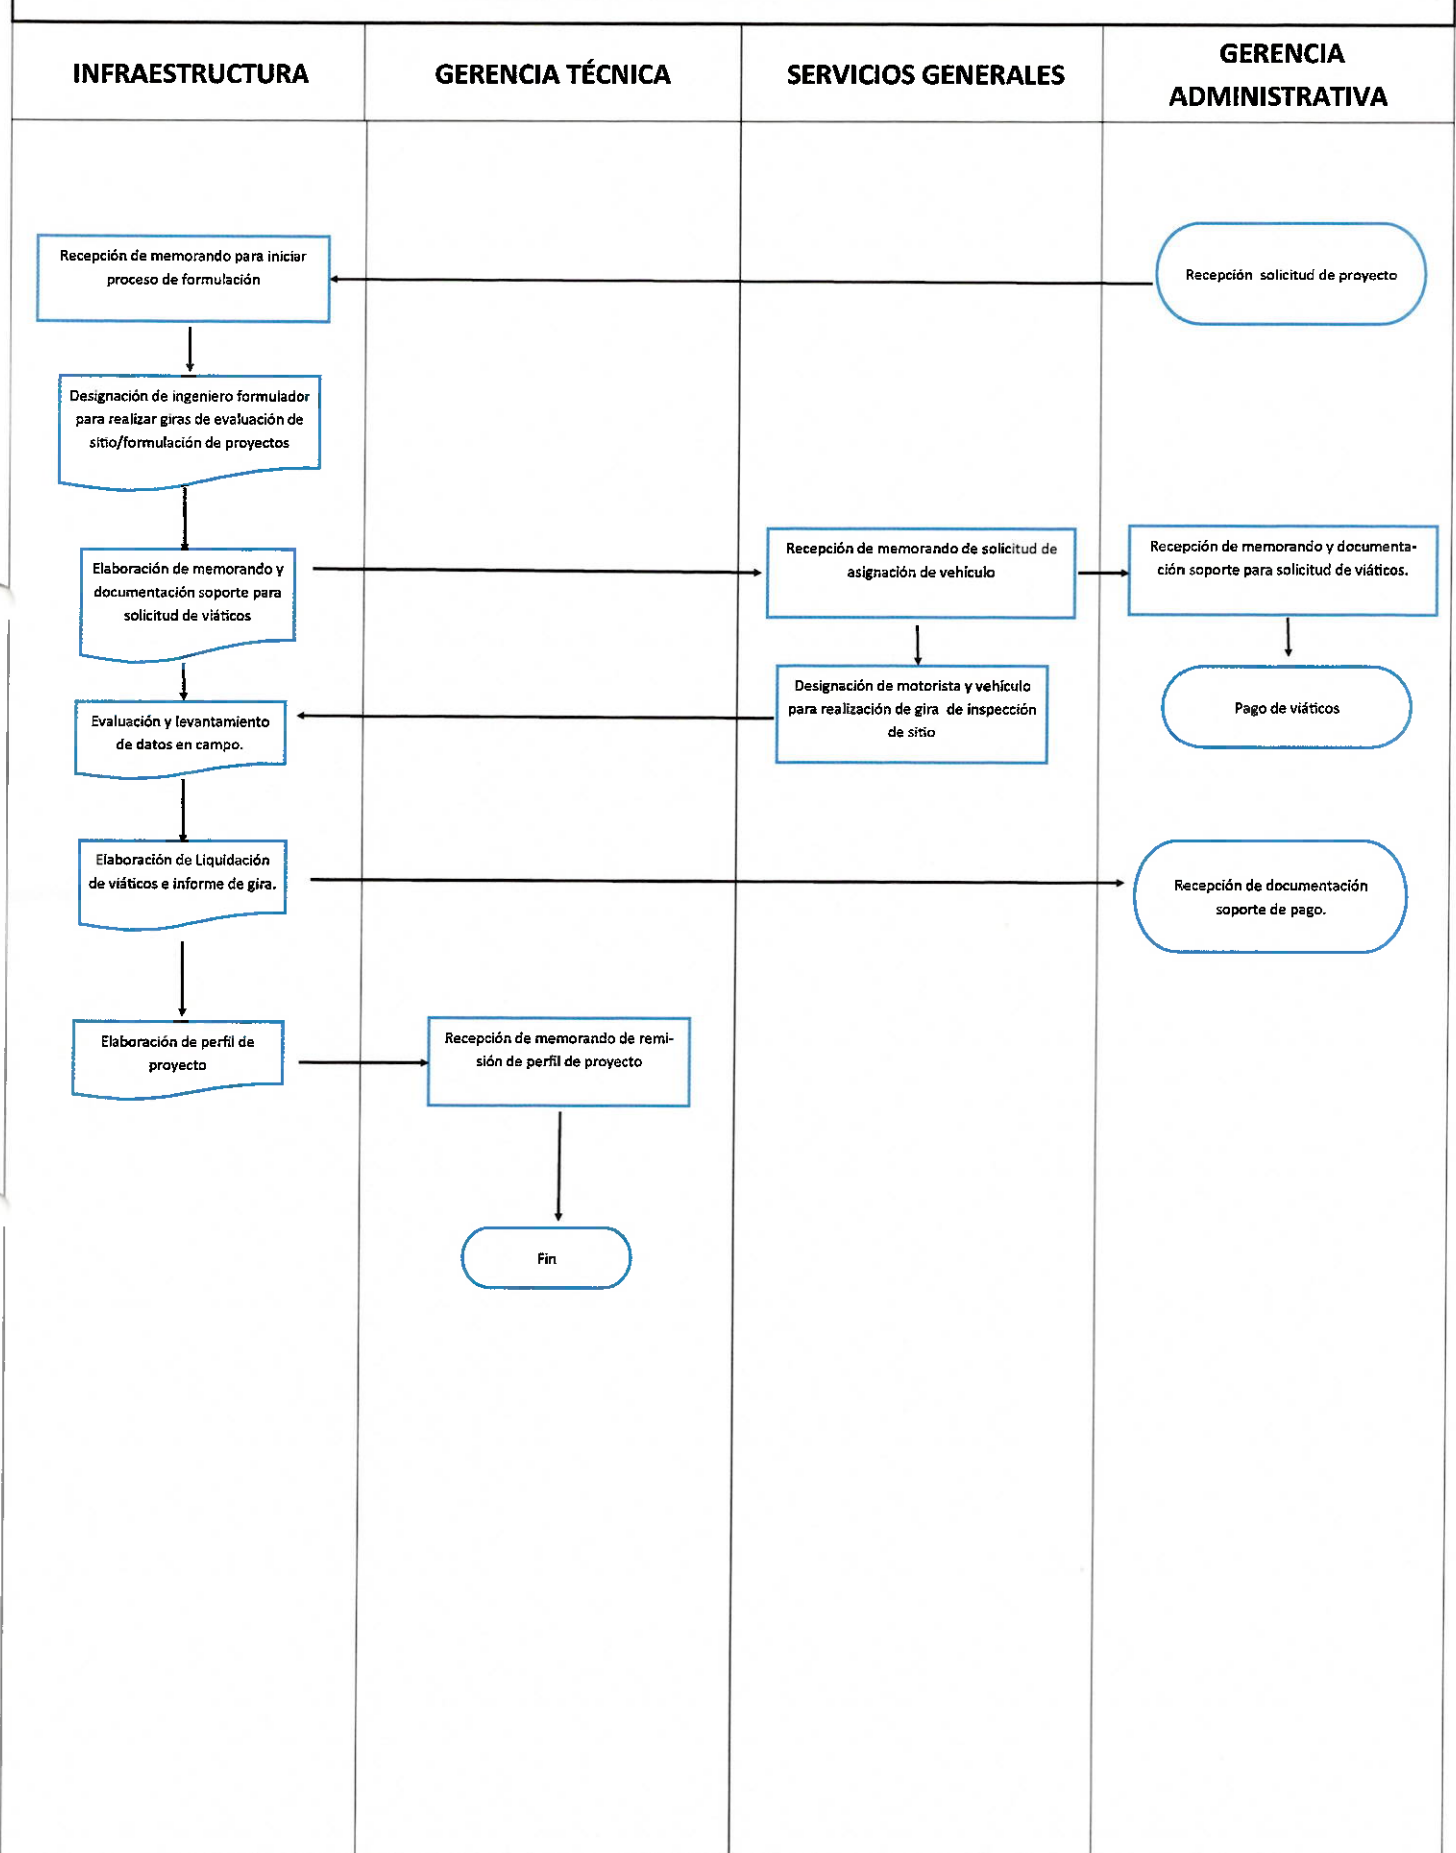 INFRAESTRUCTURA
GERENCIA TÉCNICA
SERVICIOS GENERALES
GERENCIA
ADMINISTRATIVA
Recepción de memorando para iniciar
proceso de formulación
Recepción solicitud de proyecto
Designación de ingeniero formulador
para realizar giras de evaluación de
sitio/formulación de proyectos
Elaboración de memorando y
documentación soporte para
solicitud de viáticos
Recepción de memorando de solicitud de
asignación de vehículo
Recepción de memorando y documenta-
ción soporte para solicitud de viáticos.
Evaluación y levantamiento
de datos en campo.
Designación de motorista y vehículo
para realización de gira de inspección
de sitio
Pago de viáticos
Elaboración de Liquidación
de viáticos e informe de gira.
Recepción de documentación
soporte de pago.
Elaboración de perfil de
proyecto
Recepción de memorando de remi-
sión de perfil de proyecto
Fin